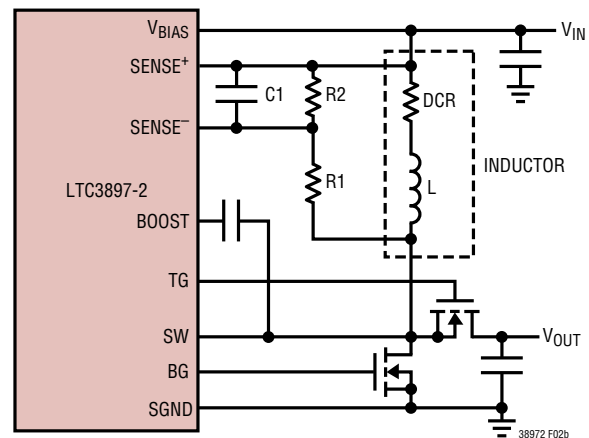 VBIAS
VIN
SENSE+
C1
R2
DCR
SENSE–
INDUCTOR
R1
L
LTC3897-2
BOOST
TG
SW
VOUT
BG
SGND
38972 F02b